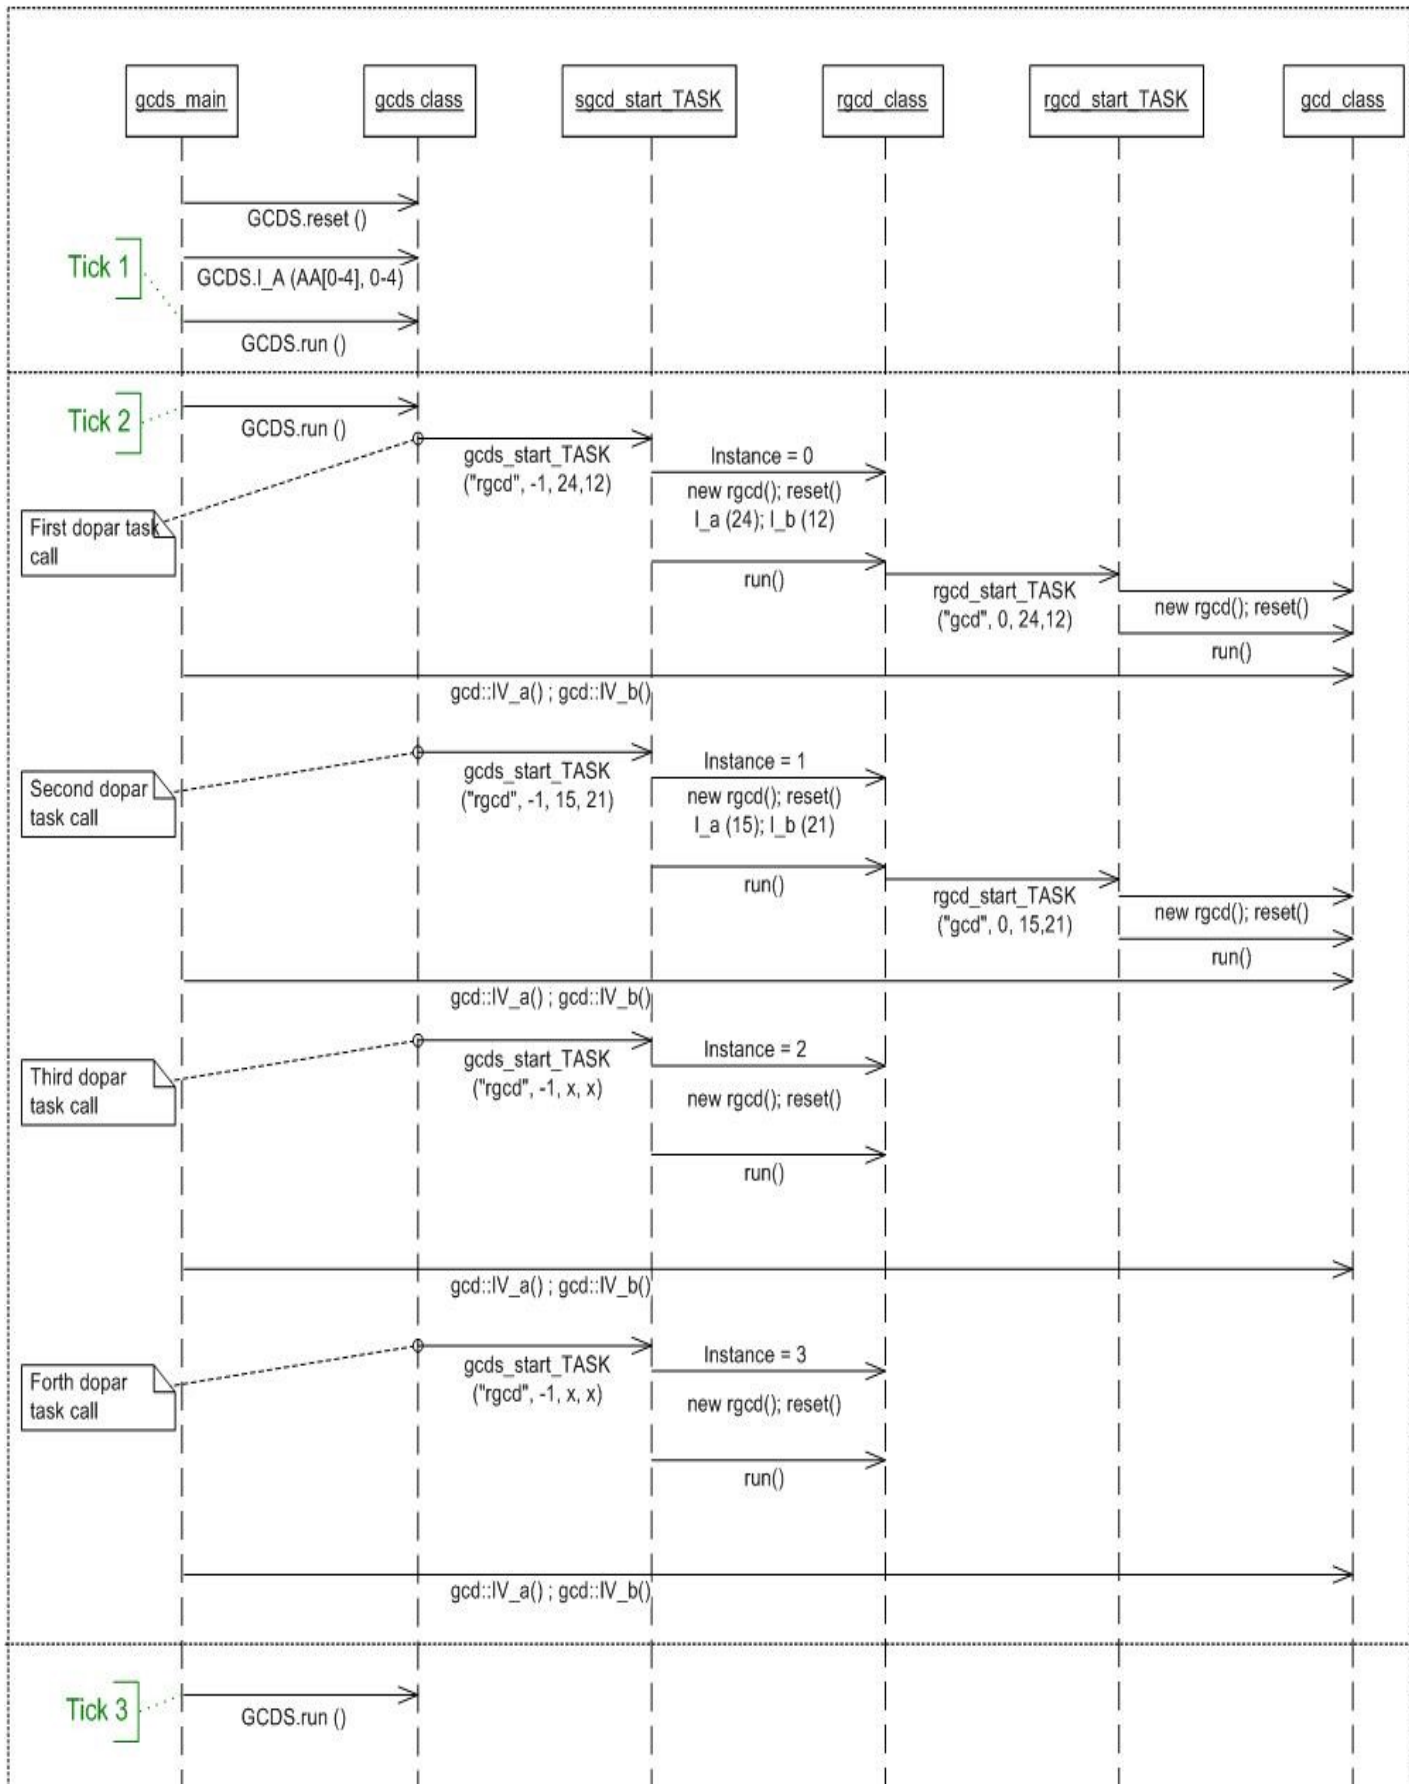 gcds_main
gcds class
sgcd_start_TASK
rgcd_class
rgcd_start_TASK
gcd_class
GCDS.reset ()
Tick 1
GCDS.I_A (AA[0-4], 0-4)
GCDS.run ()
Tick 2
GCDS.run ()
gcds_start_TASK
("rgcd", -1, 24,12)
Instance = 0
new rgcd(); reset()
I_a (24); I_b (12)
First dopar task
call
run()
rgcd_start_TASK
("gcd", 0, 24,12)
new rgcd(); reset()
run()
gcd::IV_a() ; gcd::IV_b()
Second dopar
task call
gcds_start_TASK
("rgcd", -1, 15, 21)
Instance = 1
new rgcd(); reset()
I_a (15); I_b (21)
run()
rgcd_start_TASK
("gcd", 0, 15,21)
new rgcd(); reset()
run()
gcd::IV_a() ; gcd::IV_b()
Third dopar
task call
gcds_start_TASK
("rgcd", -1, x, x)
Instance = 2
new rgcd(); reset()
run()
gcd::IV_a() ; gcd::IV_b()
Forth dopar
task call
gcds_start_TASK
("rgcd", -1, x, x)
Instance = 3
new rgcd(); reset()
run()
gcd::IV_a() ; gcd::IV_b()
Tick 3
GCDS.run ()